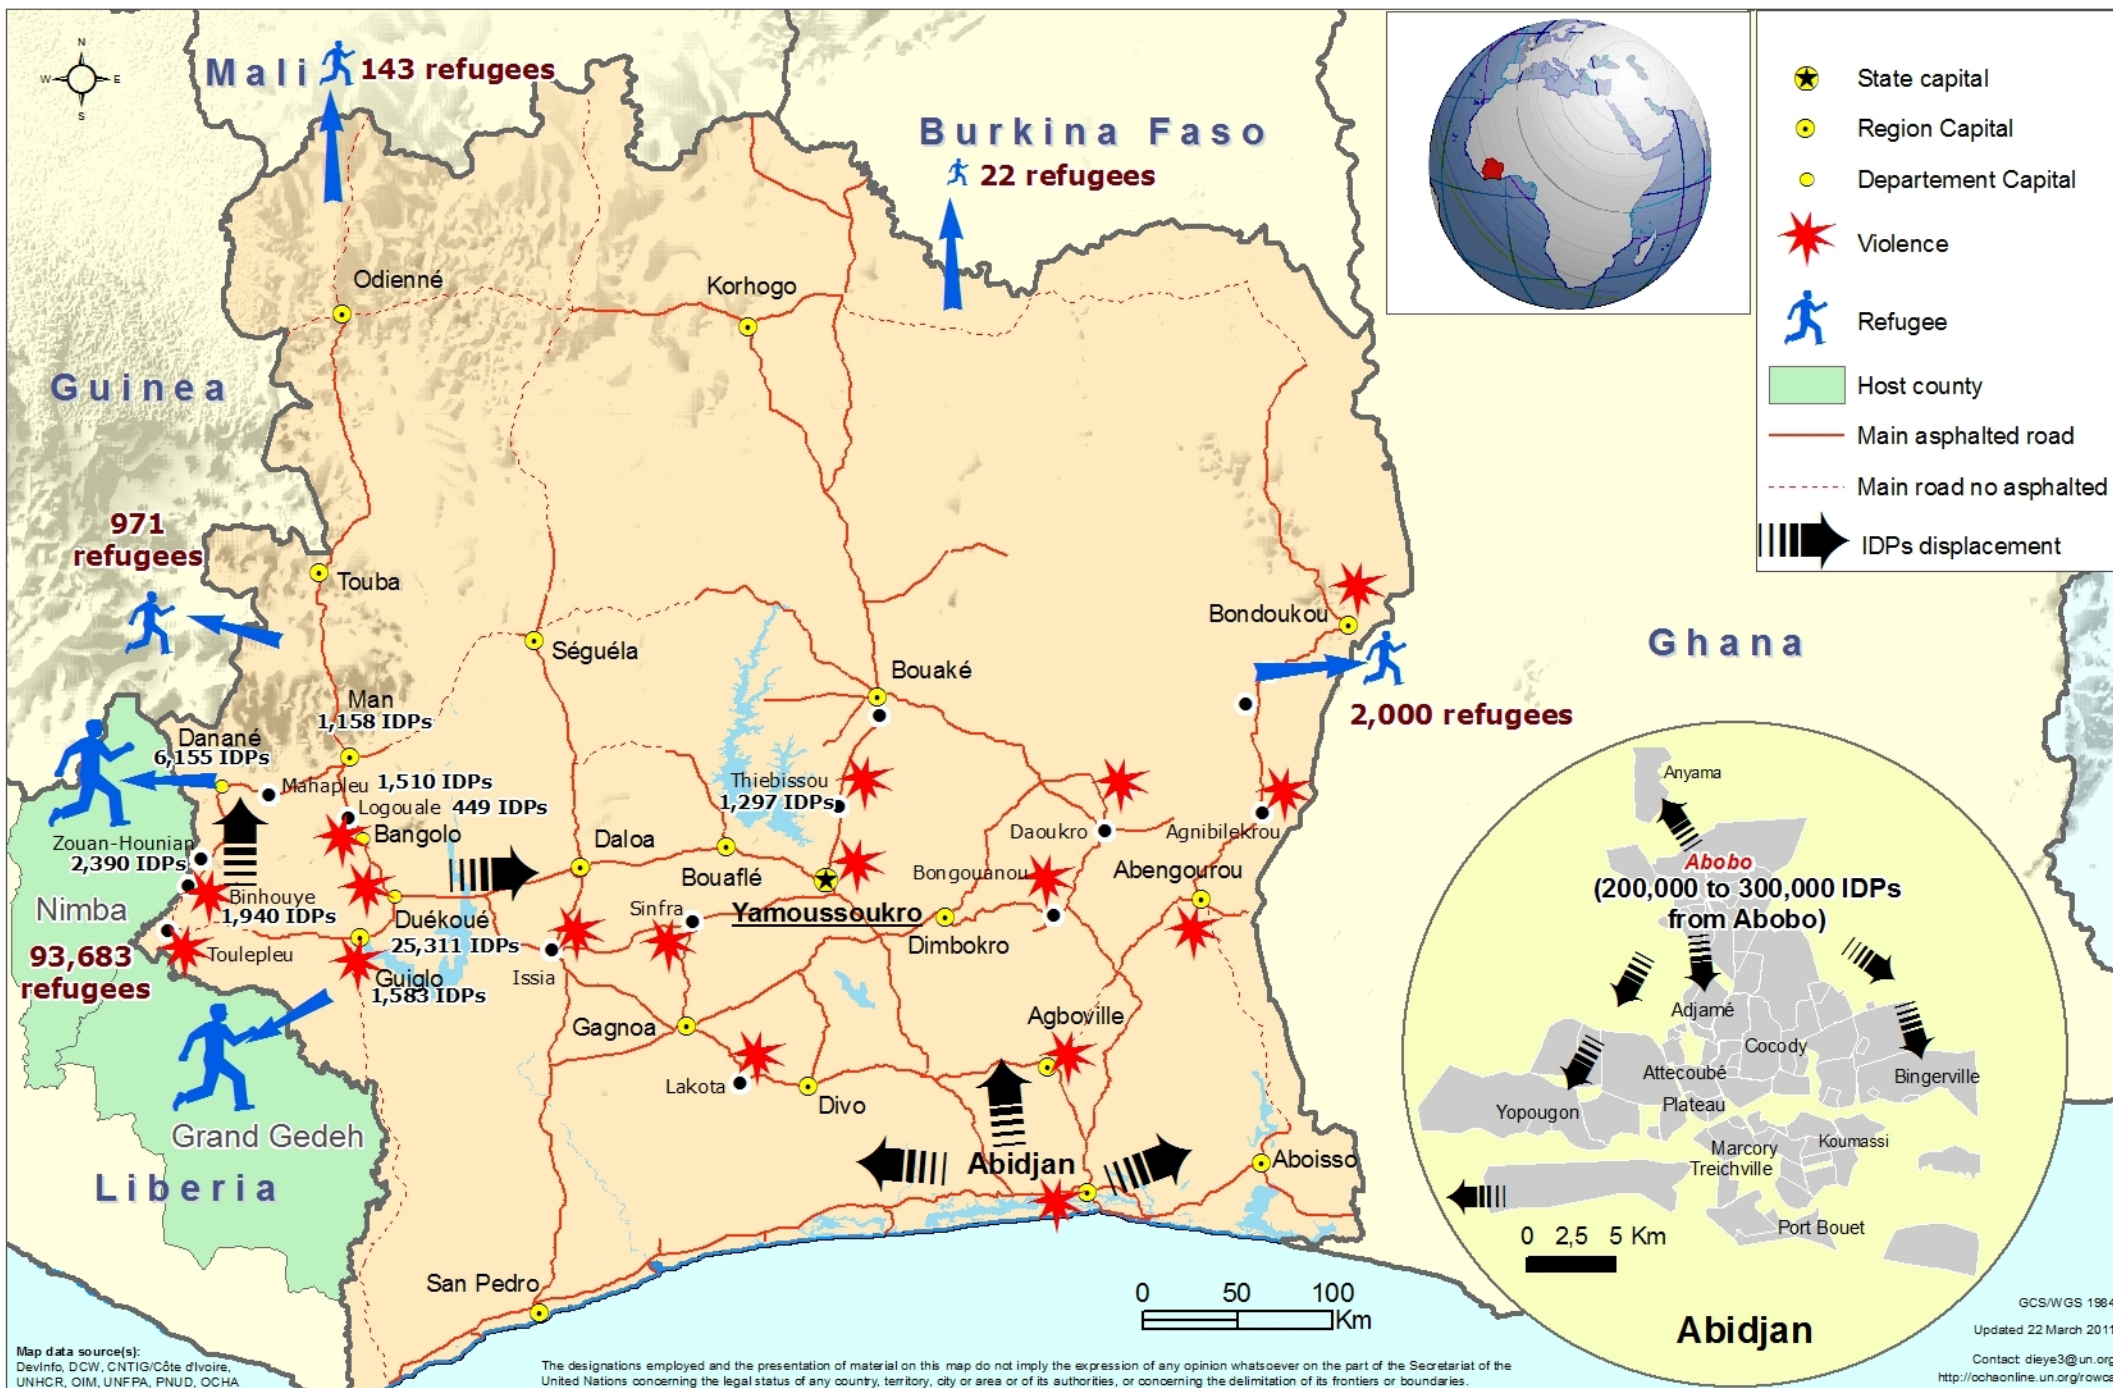 N
W
E
S
Mali
143 refugees
Burkina Faso
22 refugees
Odienné
Korhogo
Guinea
971
refugees
Touba
Bondoukou
Ghana
Séguéla
Bouaké
2,000 refugees
Man
1,158 IDPs
Danané
6,155 IDPs
Mahapleu 1,510 IDPs
Logouale 449 IDPs
Bangolo
Thiebissou
1,297 IDPs
Daoukro
Agnibilekrou
Daloa
Zouan-Hounian
2,390 IDPs
Bouaflé
Bongouanou
Abengourou
Nimba
Binhouye
1,940 IDPs
Duékoué
25,311 IDPs
Sinfra
Yamoussoukro
Dimbokro
93,683
refugees
Toulepleu
Issia
Guiglo
1,583 IDPs
Gagnoa
Agboville
Lakota
Divo
Grand Gedeh
Liberia
Abidjan
Aboisso
San Pedro
0 50 100
Km
State capital
Region Capital
Departement Capital
Violence
Refugee
Host county
Main asphalted road
Main road no asphalted
IDPs displacement
Anyama
Abobo
(200,000 to 300,000 IDPs
from Abobo)
Adjamé
Cocody
Attecoubé
Bingerville
Plateau
Yopougon
Marcory
Koumassi
Treichville
Port Bouet
0 2,5 5 Km
Abidjan
GCS/WGS 1984
Updated 22 March 2011
Contact: dieye3@un.org
http://ochaonline.un.org/rowca
Map data source(s):
DevInfo, DCW, CNTIG/Côte d'Ivoire,
UNHCR, OIM, UNFPA, PNUD, OCHA
The designations employed and the presentation of material on this map do not imply the expression of any opinion whatsoever on the part of the Secretariat of the
United Nations concerning the legal status of any country, territory, city or area or of its authorities, or concerning the delimitation of its frontiers or boundaries.